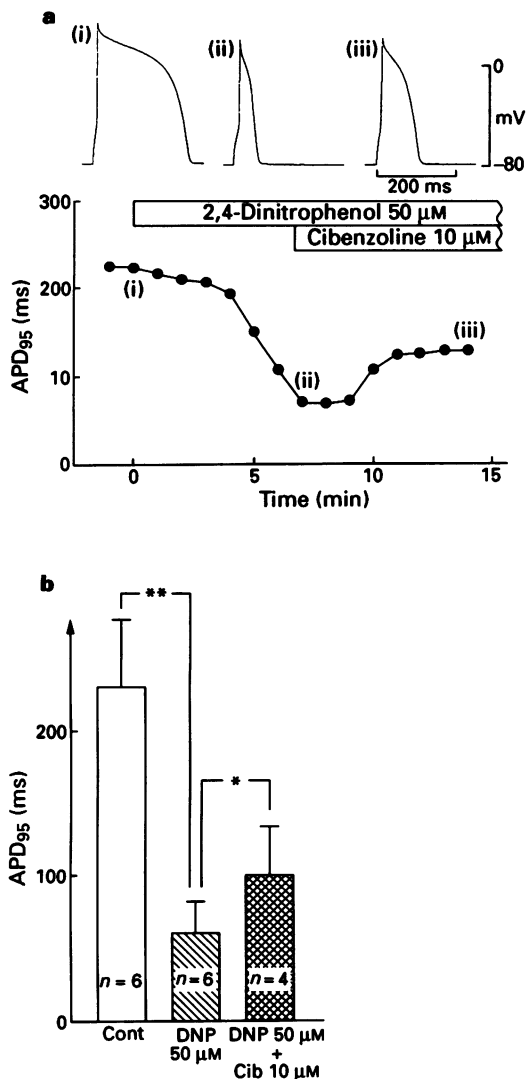 a
(i) (ii) (iii)
0
mV
–80
200 ms
300
2,4-Dinitrophenol 50 µM
Cibenzoline 10 µM
200
(i)
(iii)
(ii)
10
0
APD95 (ms)
0 5 10 15
Time (min)
b
**
200
*
APD95 (ms)
100
n = 6 n = 6 n = 4
0
Cont DNP DNP 50 µM
50 µM +
Cib 10 µM